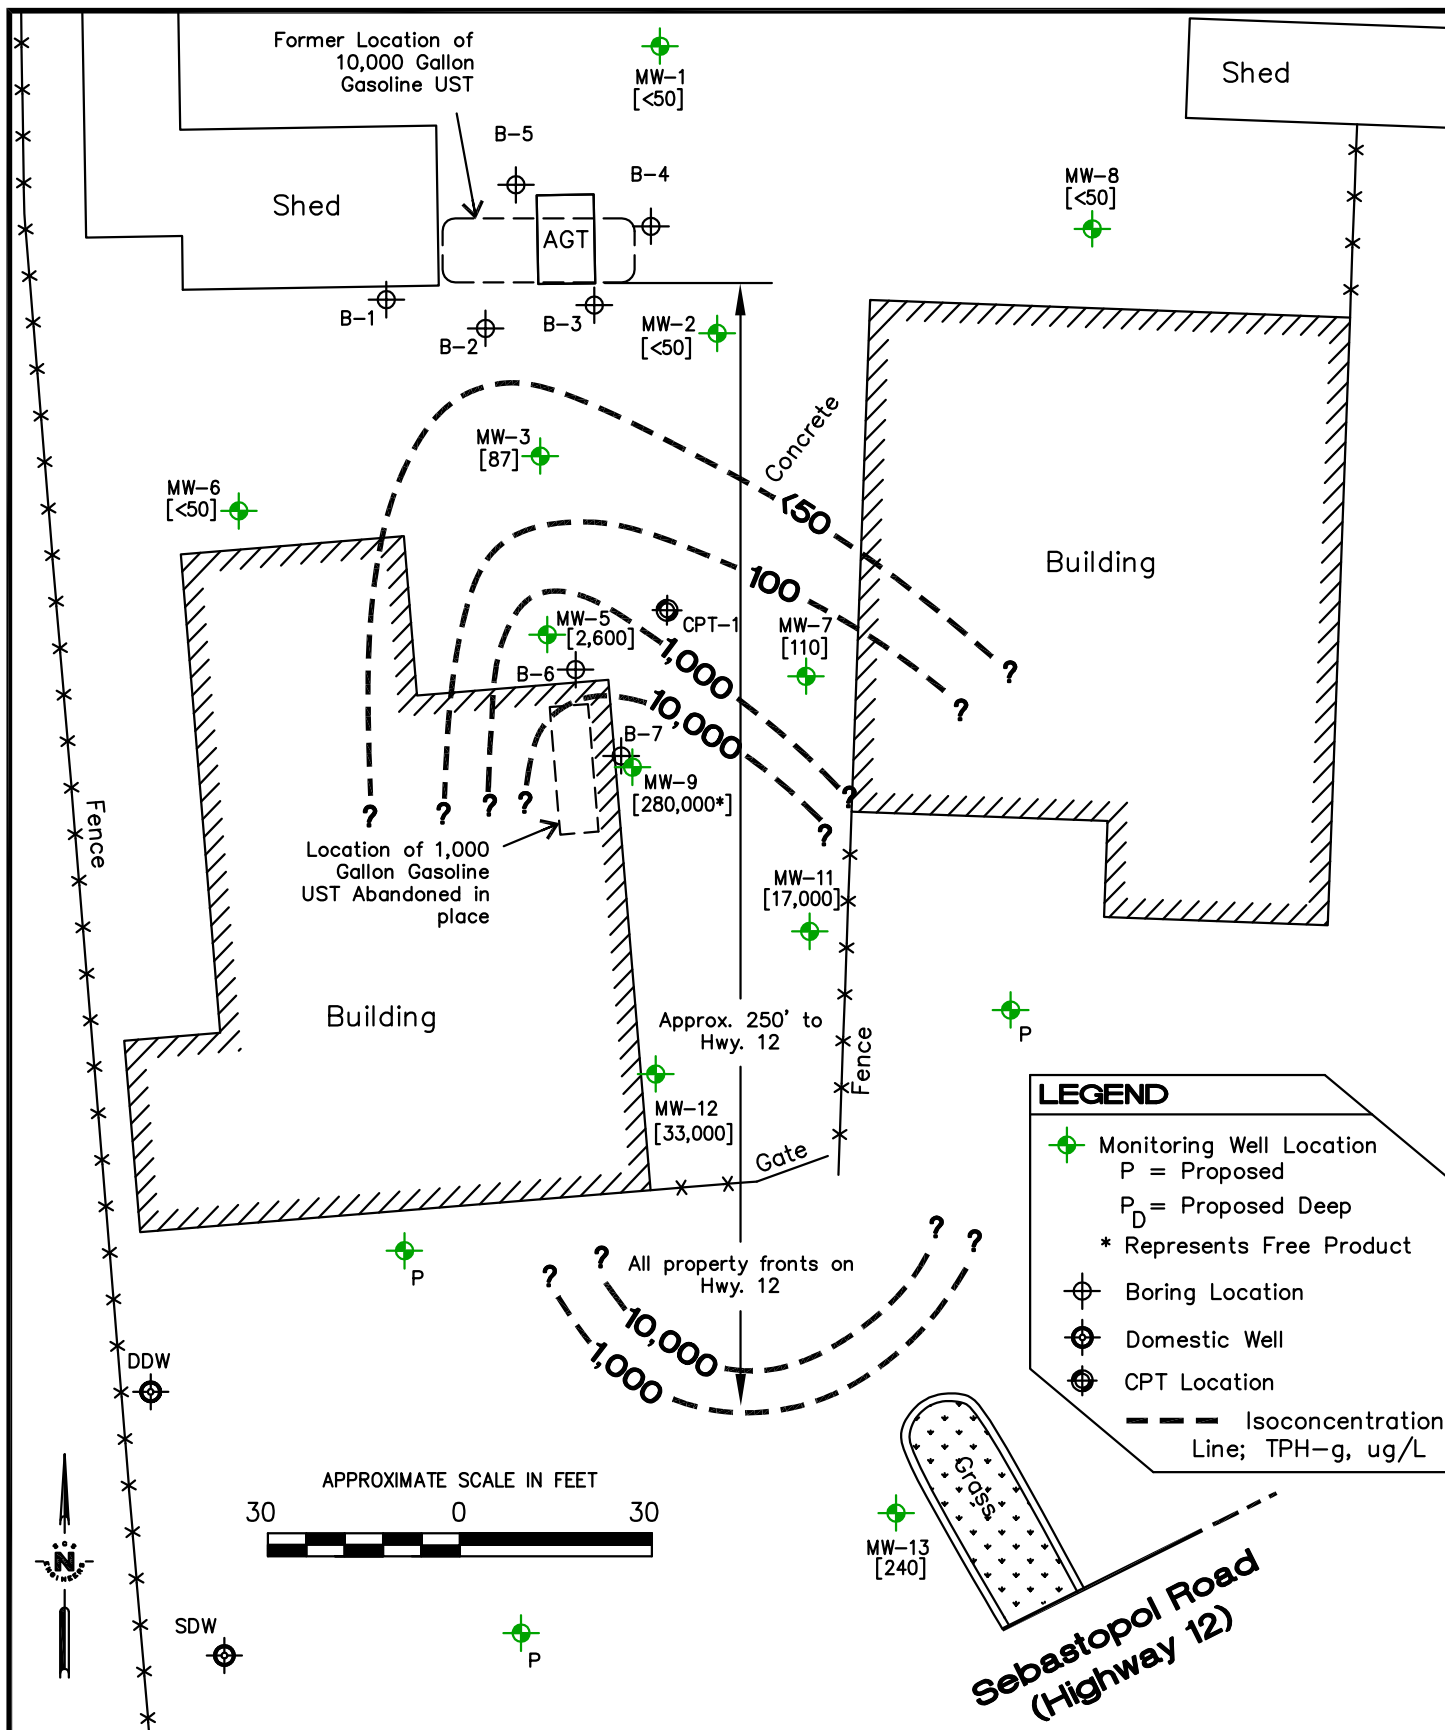 Former Location of
10,000 Gallon
Gasoline UST
MW-1
[<50]
Shed
B-5
B-4
MW-8
[<50]
Shed
AGT
B-1
B-2
B-3
MW-2
[<50]
Concrete
MW-3
[87]
MW-6
[<50]
<50
Building
100
MW-5
[2,600]
CPT-1
MW-7
[110]
B-6
1,000
?
?
10,000
B-7
MW-9
[280,000*]
?
?
?
?
?
?
Fence
Location of 1,000
Gallon Gasoline
UST Abandoned in
place
MW-11
[17,000]
Building
Approx. 250' to
Hwy. 12
Fence
P
MW-12
[33,000]
Gate
LEGEND
Monitoring Well Location
P = Proposed
PD = Proposed Deep
* Represents Free Product
Boring Location
Domestic Well
CPT Location
Isoconcentration
Line; TPH-g, ug/L
P
?
?
?
?
All property fronts on
Hwy. 12
10,000
1,000
DDW
APPROXIMATE SCALE IN FEET
30 0 30
Grass
MW-13
[240]
N
ENGINEERS
SDW
P
Sebastopol Road
(Highway 12)